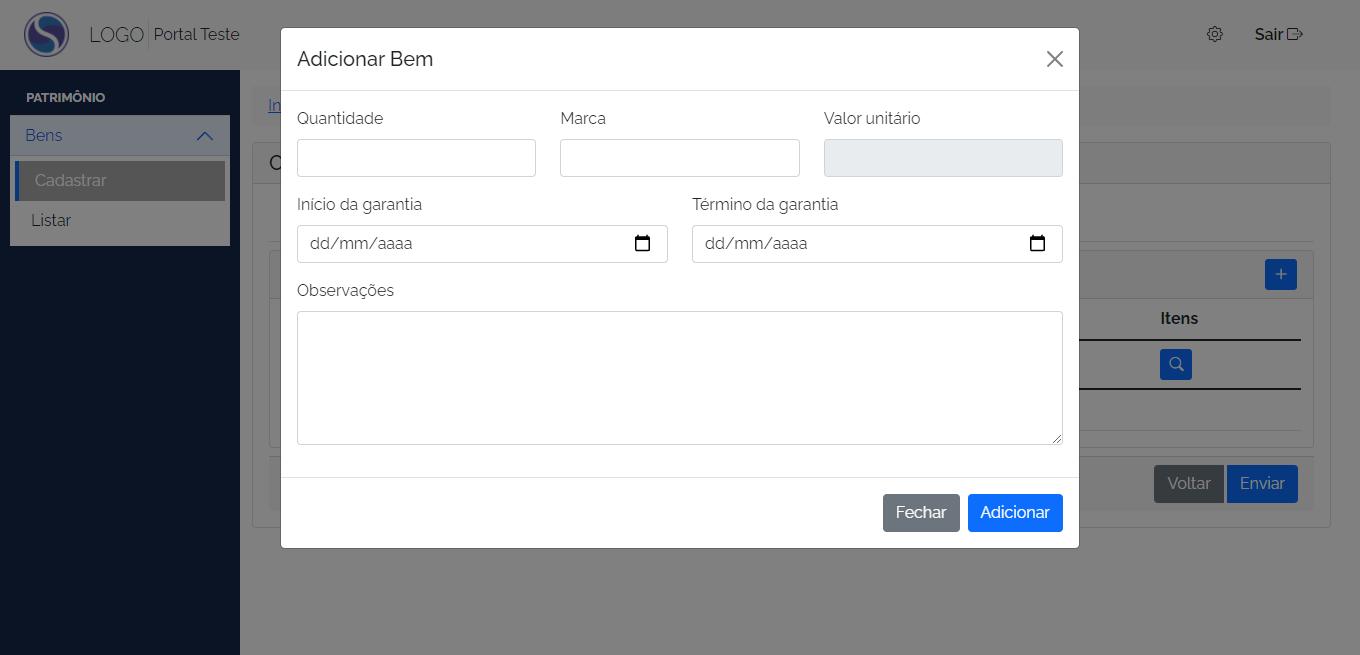 LOGO Portal Teste
Sair
PATRIMÔNIO
Bens
Cadastrar
Listar
Adicionar Bem
Quantidade
Marca
Valor unitário
Início da garantia
Término da garantia
dd/mm/aaaa
dd/mm/aaaa
Observações
Fechar
Adicionar
Itens
Voltar
Enviar